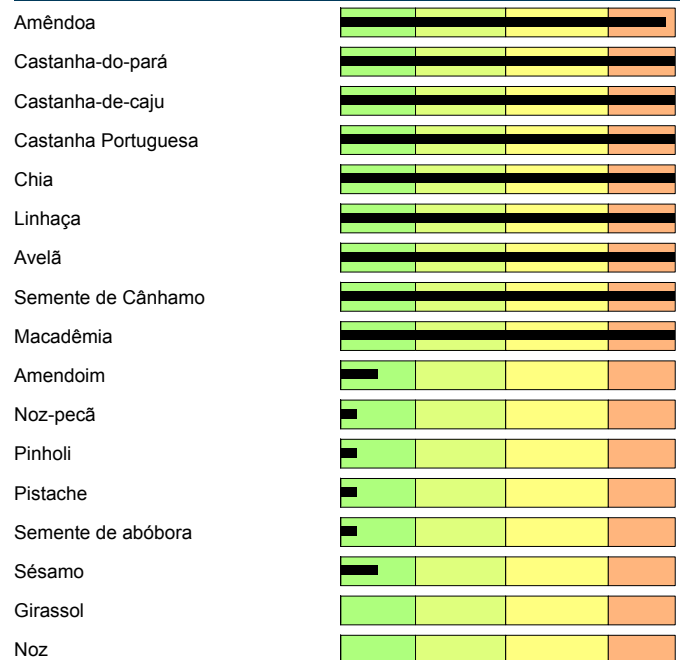 Amêndoa
Castanha-do-pará
Castanha-de-caju
Castanha Portuguesa
Chia
Linhaça
Avelã
Semente de Cânhamo
Macadêmia
Amendoim
Noz-pecã
Pinholi
Pistache
Semente de abóbora
Sésamo
Girassol
Noz